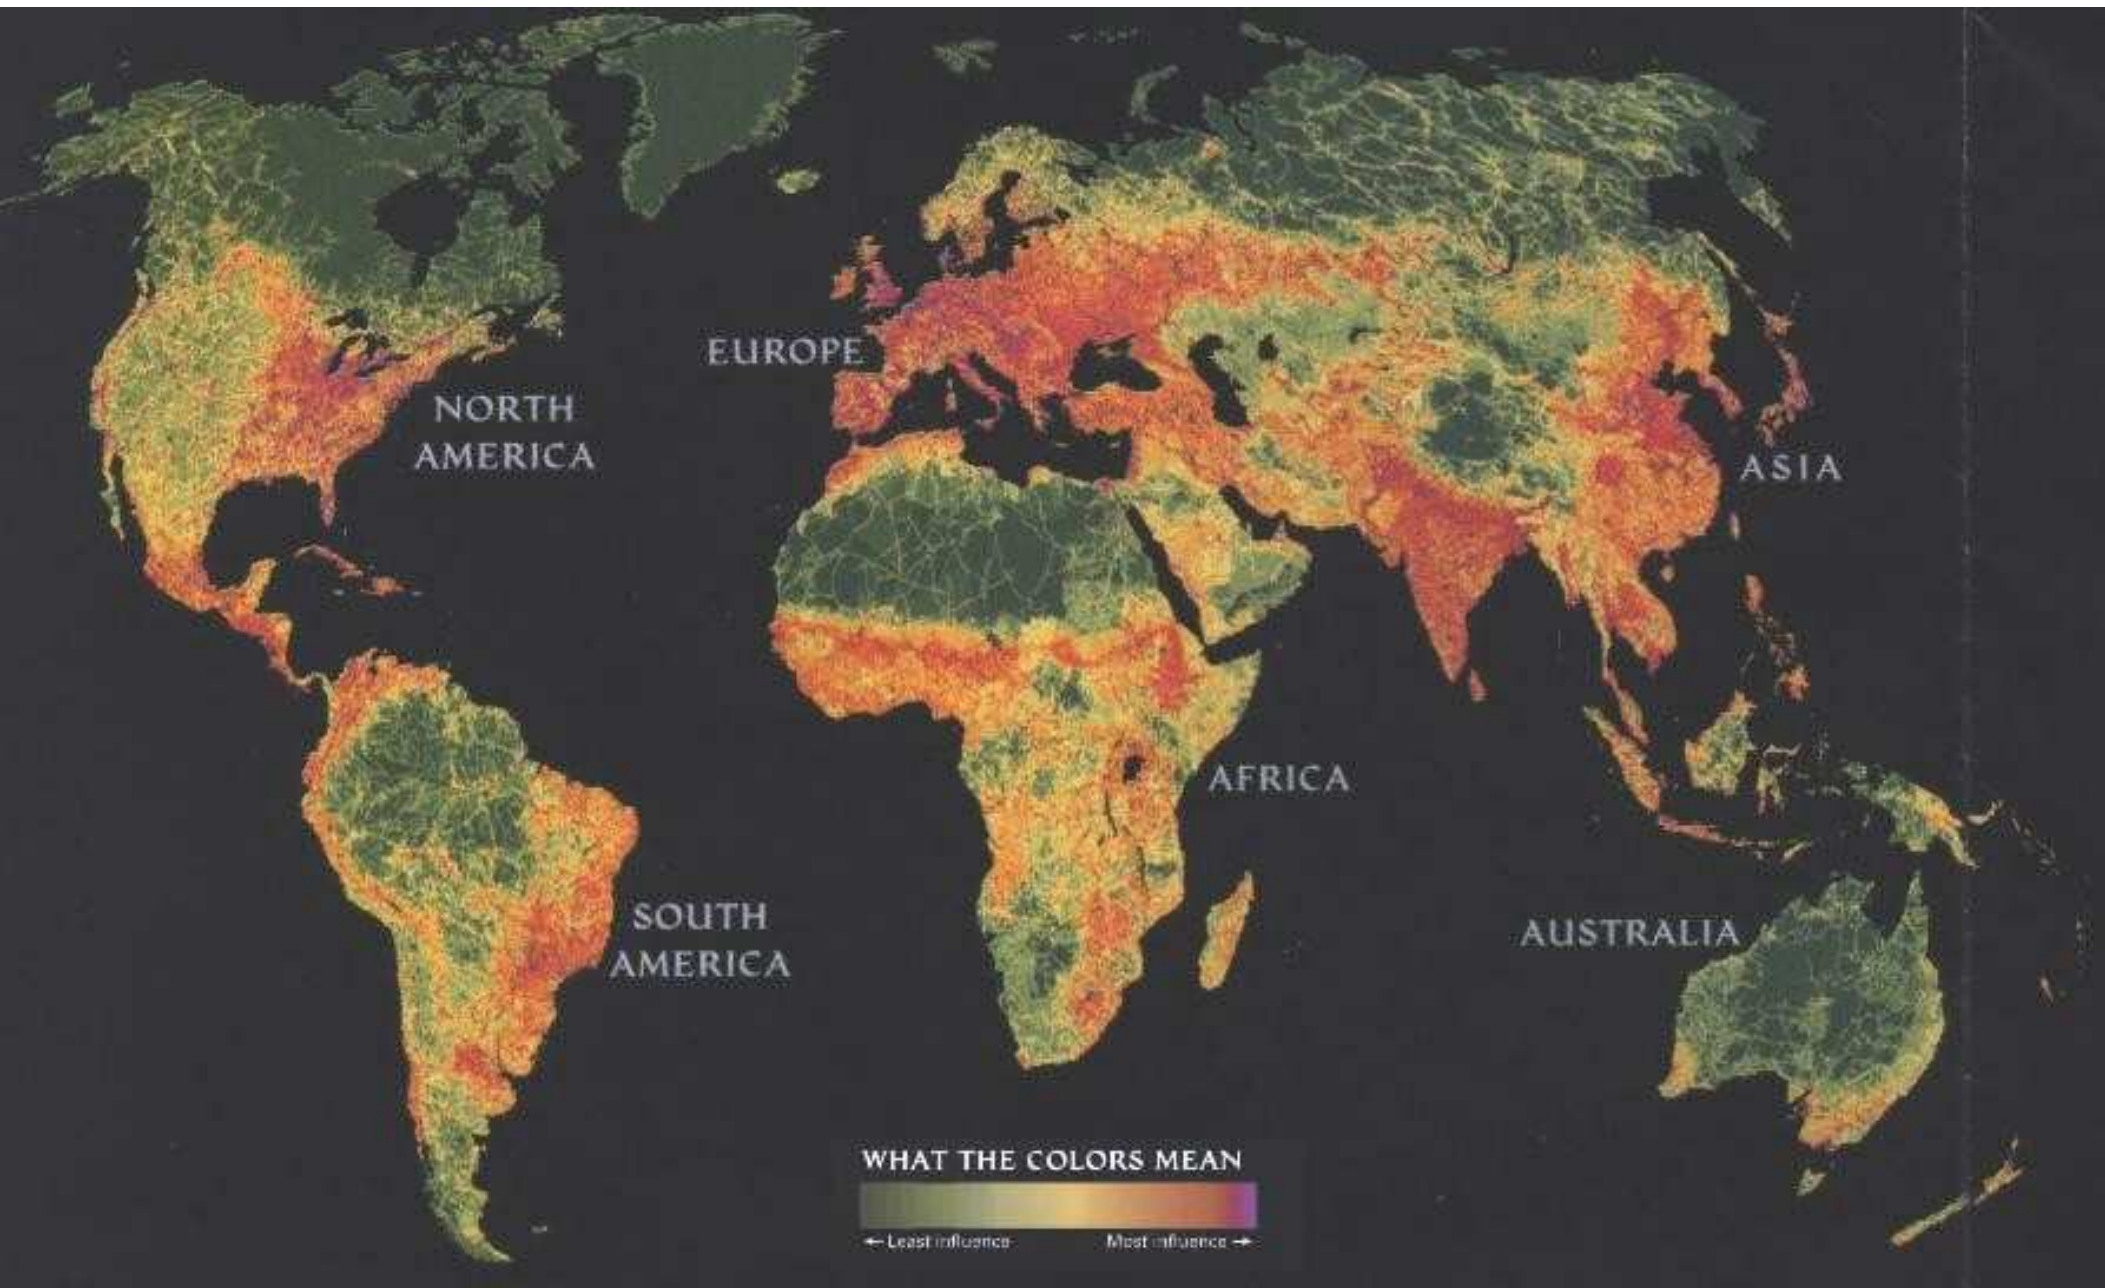 EUROPE
NORTH
AMERICA
ASIA
AFRICA
SOUTH
AMERICA
AUSTRALIA
WHAT THE COLORS MEAN
← Least influence
Most influence →